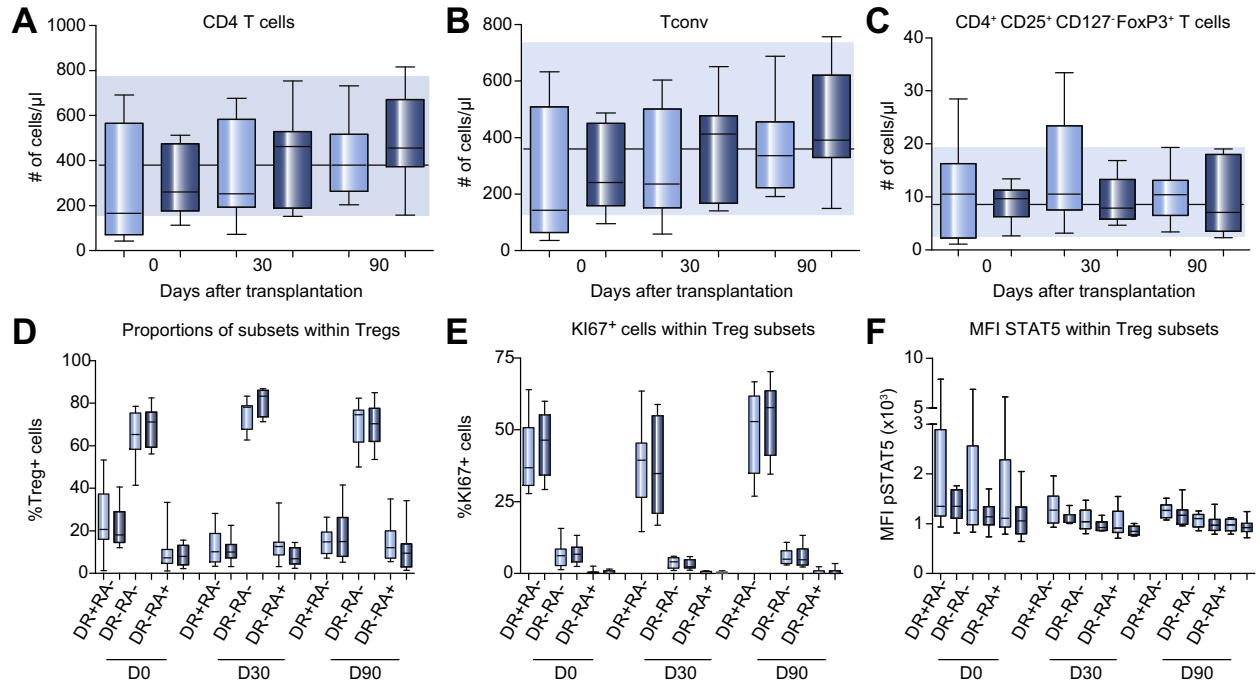 A
CD4 T cells
# of cells/µl
1000
800
600
400
200
0
0
30
90
Days after transplantation
B
Tconv
# of cells/µl
800
600
400
200
0
0
30
90
Days after transplantation
C
CD4+ CD25+ CD127-FoxP3+ T cells
# of cells/µl
40
30
20
10
0
0
30
90
Days after transplantation
D
Proportions of subsets within Tregs
%Treg+ cells
100
80
60
40
20
0
DR+RA-
DR-RA-
DR-RA+
DR+RA-
DR-RA-
DR-RA+
DR+RA-
DR-RA-
DR-RA+
D0
D30
D90
E
KI67+ cells within Treg subsets
%KI67+ cells
75
50
25
0
DR+RA-
DR-RA-
DR-RA+
DR+RA-
DR-RA-
DR-RA+
DR+RA-
DR-RA-
DR-RA+
D0
D30
D90
F
MFI STAT5 within Treg subsets
MFI pSTAT5 (x10³)
10
5
3
2
1
0
DR+RA-
DR-RA-
DR-RA+
DR+RA-
DR-RA-
DR-RA+
DR+RA-
DR-RA-
DR-RA+
D0
D30
D90